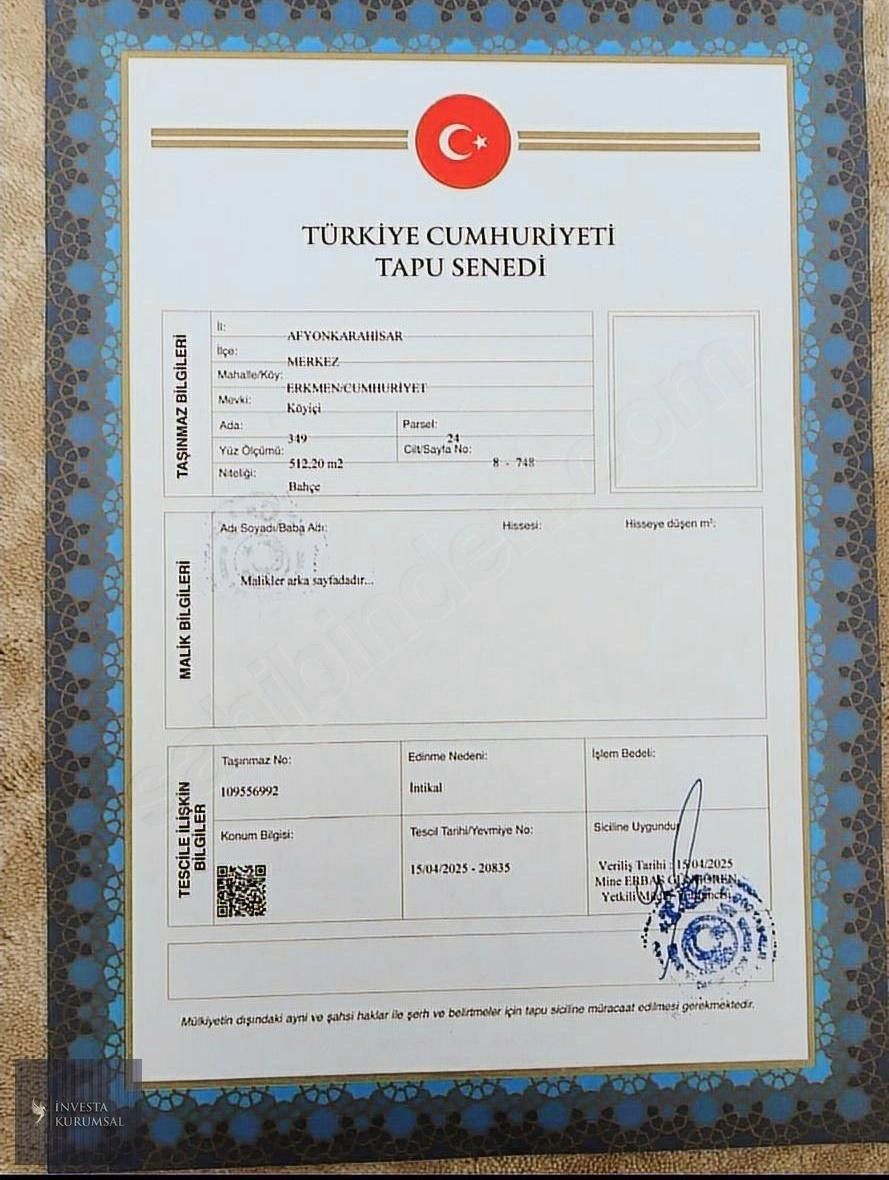 TÜRKİYE CUMHURİYETİ
TAPU SENEDİ
TAŞINMAZ BİLGİLERİ
İl:
AFYONKARAHİSAR
İlçe:
MERKEZ
Mahalle/Köy:
ERKMEN/CUMHURİYET
Mevki:
Köyiçi
Ada:
349
Parsel:
24
Yüz Ölçümü:
512.20 m2
Cilt/Sayfa No:
8 - 748
Niteliği:
Bahçe
MALİK BİLGİLERİ
Adı Soyadı/Baba Adı:
Hissesi:
Hisseye düşen m²:
Malikler arka sayfadadır...
sahibinden.com
TESCİLE İLİŞKİN
BİLGİLER
Taşınmaz No:
109556992
Edinme Nedeni:
İntikal
İşlem Bedeli:
Konum Bilgisi:
Tescil Tarihi/Yevmiye No:
15/04/2025 - 20835
Siciline Uygundur
Veriliş Tarihi : 15/04/2025
Mine ERBAŞ
Yetkili
Mülkiyetin dışındaki ayni ve şahsi haklar ile şerh ve belirtmeler için tapu siciline müracaat edilmesi gerekmektedir.
İNVESTA
KURUMSAL